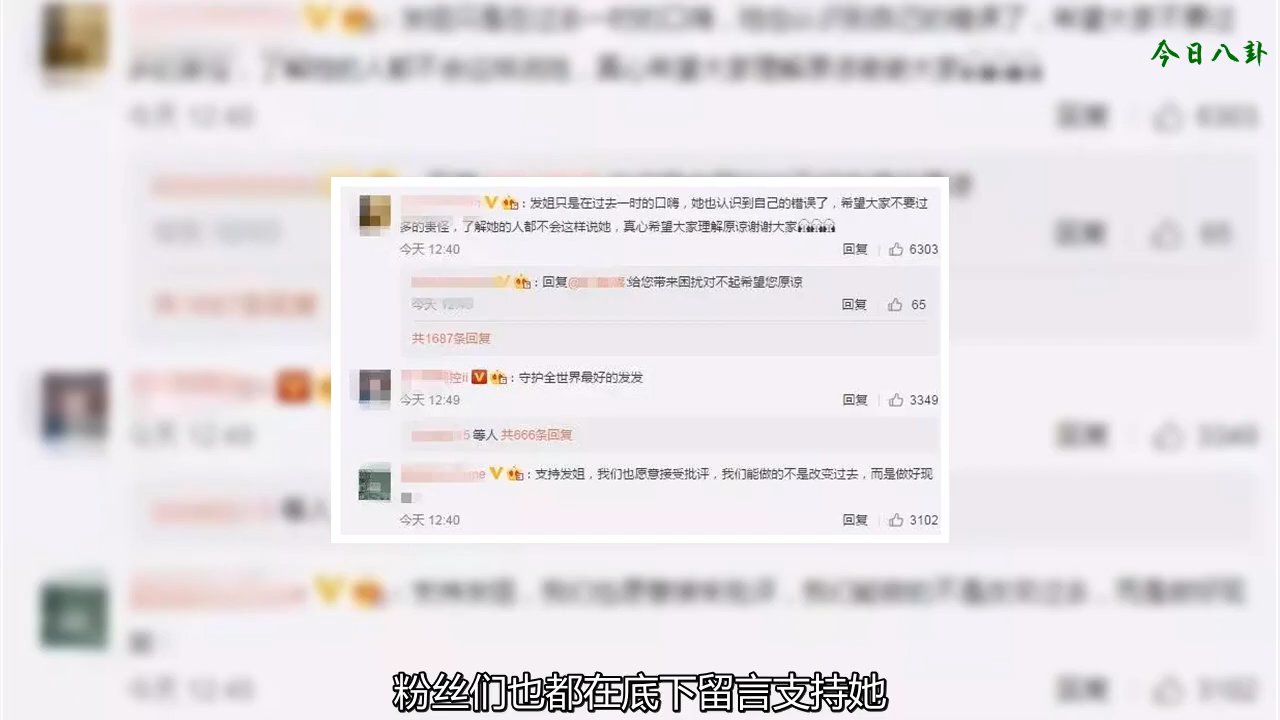 今日八卦
：发姐只是在过去一时的口嗨，她也认识到自己的错误了，希望大家不要过
多的责怪，了解她的人都不会这样说她，真心希望大家理解原谅谢谢大家
今天 12:40 回复 6303
：回复@ :给您带来困扰对不起希望您原谅
今天 回复 65
共1687条回复
控ii ：守护全世界最好的发发
今天 12:49 回复 3349
5 等人 共666条回复
me ：支持发姐，我们也愿意接受批评，我们能做的不是改变过去，而是做好现
今天 12:40 回复 3102
粉丝们也都在底下留言支持她